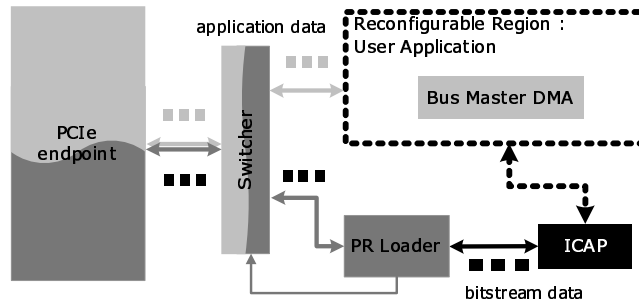 application data
Reconfigurable Region :
User Application
Bus Master DMA
PCIe
endpoint
Switcher
PR Loader
ICAP
bitstream data